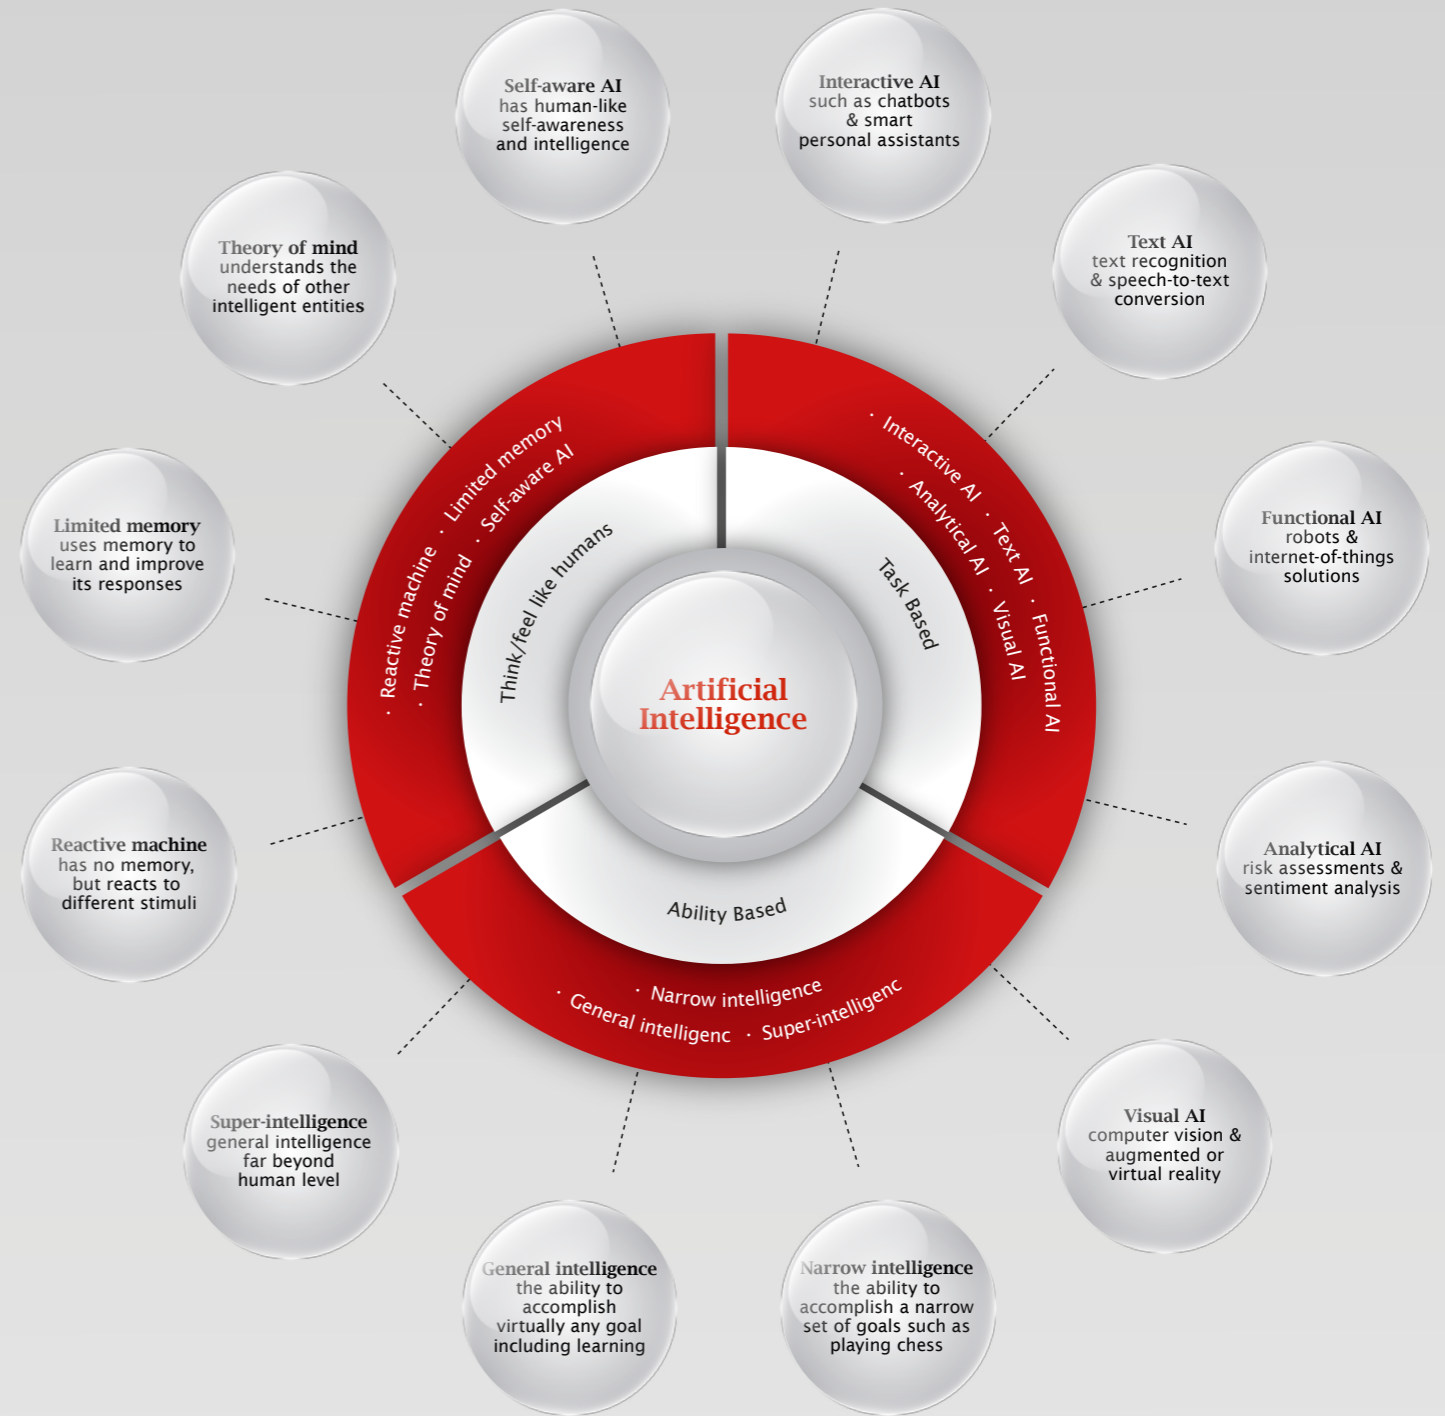 Self-aware AI
has human-like
self-awareness
and intelligence
Interactive AI
such as chatbots
& smart
personal assistants
Theory of mind
understands the
needs of other
intelligent entities
Text AI
text recognition
& speech-to-text
conversion
Limited memory
uses memory to
learn and improve
its responses
Functional AI
robots &
internet-of-things
solutions
· Reactive machine · Limited memory
· Theory of mind · Self-aware AI
Think/feel like humans
· Interactive AI · Text AI · Functional AI
· Analytical AI · Visual AI
Task Based
Artificial
Intelligence
Ability Based
· Narrow intelligence
· General intelligenc · Super-intelligenc
Reactive machine
has no memory,
but reacts to
different stimuli
Analytical AI
risk assessments &
sentiment analysis
Super-intelligence
general intelligence
far beyond
human level
Visual AI
computer vision &
augmented or
virtual reality
General intelligence
the ability to
accomplish
virtually any goal
including learning
Narrow intelligence
the ability to
accomplish a narrow
set of goals such as
playing chess